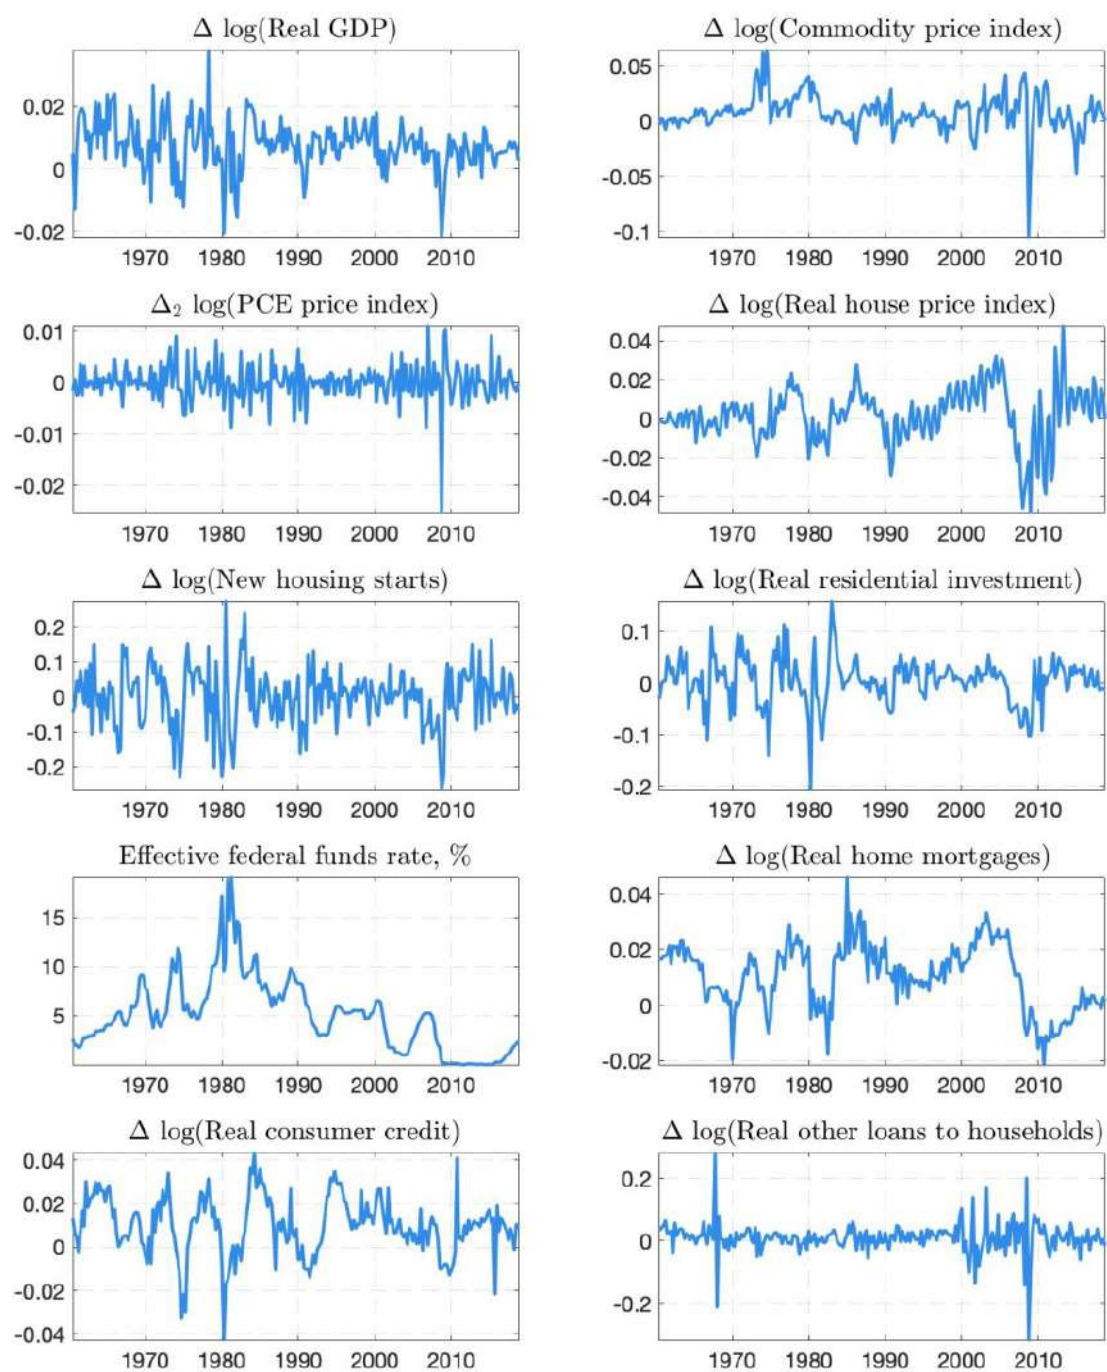 Δ log(Real GDP)
0.02
0
-0.02
1970 1980 1990 2000 2010
Δ log(Commodity price index)
0.05
0
-0.05
-0.1
1970 1980 1990 2000 2010
Δ₂ log(PCE price index)
0.01
0
-0.01
-0.02
1970 1980 1990 2000 2010
Δ log(Real house price index)
0.04
0.02
0
-0.02
-0.04
1970 1980 1990 2000 2010
Δ log(New housing starts)
0.2
0.1
0
-0.1
-0.2
1970 1980 1990 2000 2010
Δ log(Real residential investment)
0.1
0
-0.1
-0.2
1970 1980 1990 2000 2010
Effective federal funds rate, %
15
10
5
1970 1980 1990 2000 2010
Δ log(Real home mortgages)
0.04
0.02
0
-0.02
1970 1980 1990 2000 2010
Δ log(Real consumer credit)
0.04
0.02
0
-0.02
-0.04
1970 1980 1990 2000 2010
Δ log(Real other loans to households)
0.2
0
-0.2
1970 1980 1990 2000 2010